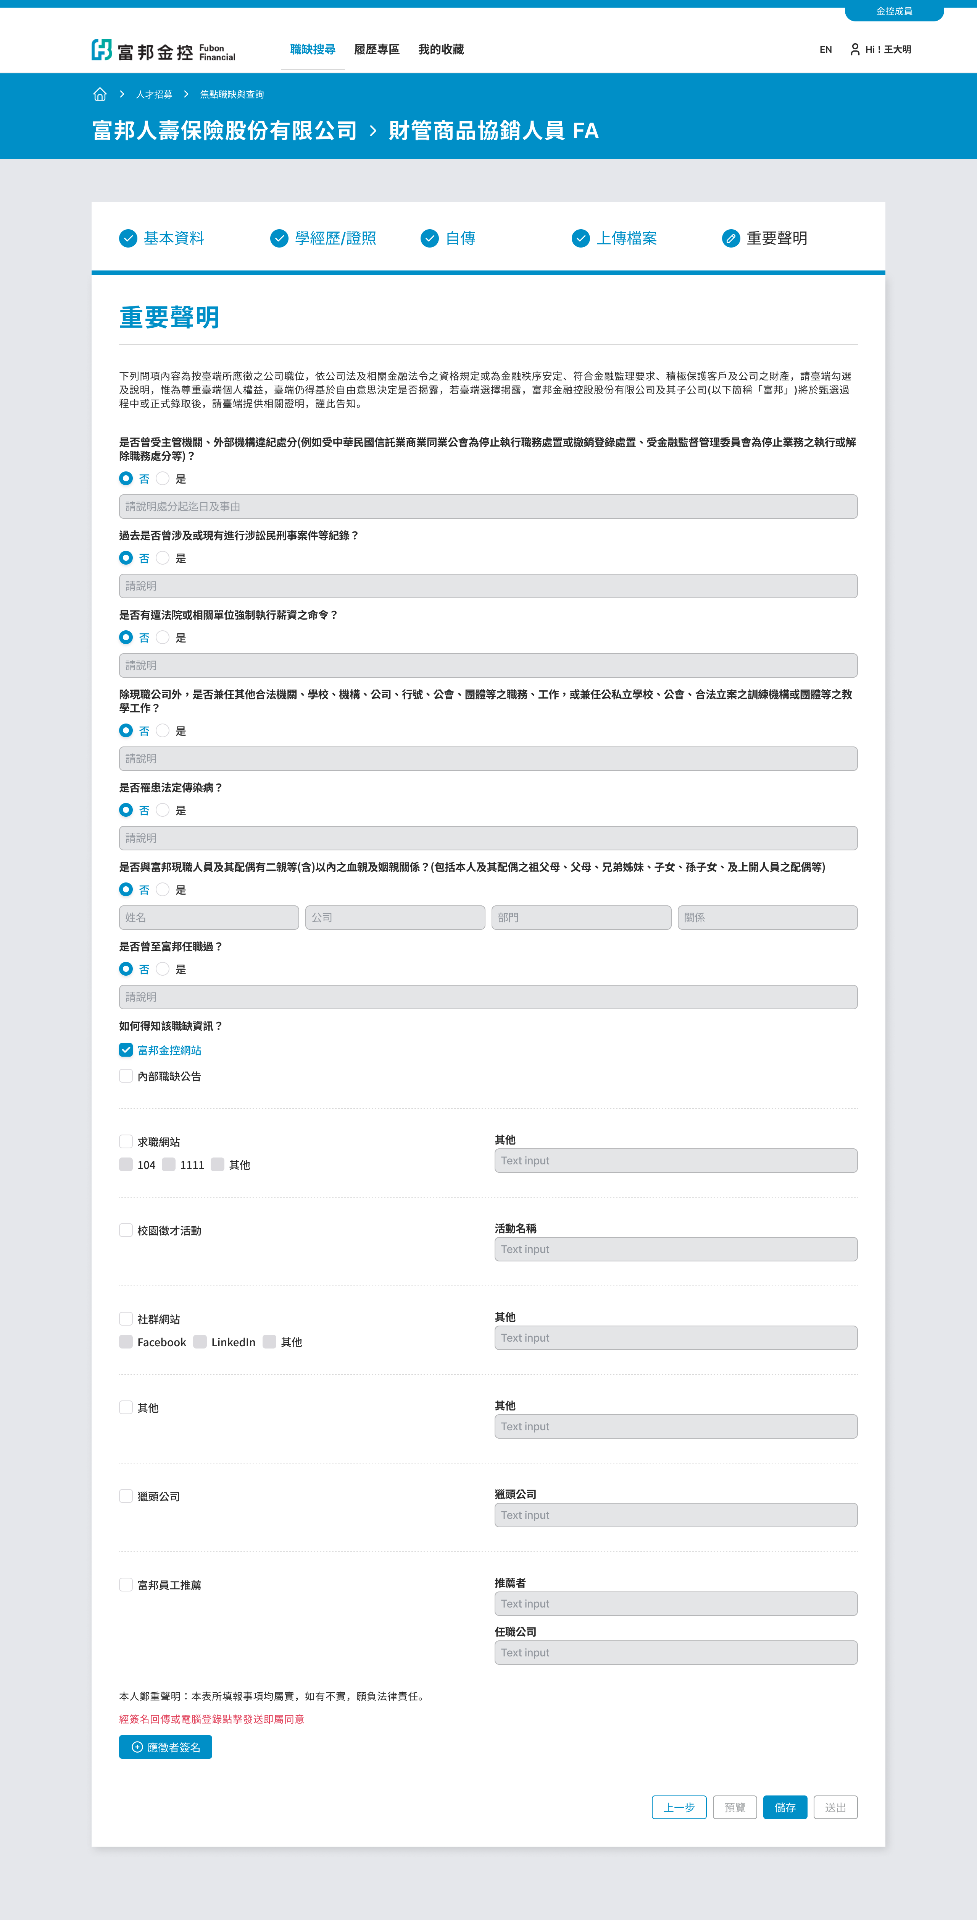 金控成員
富邦金控 Fubon Financial
職缺搜尋 履歷專區 我的收藏
EN Hi！王大明
人才招募 焦點職缺與查詢
富邦人壽保險股份有限公司 > 財管商品協銷人員 FA
基本資料 學經歷/證照 自傳 上傳檔案 重要聲明
重要聲明
下列問項內容為按臺端所應徵之公司職位，依公司法及相關金融法令之資格規定或為金融秩序安定、符合金融監理要求、積極保護客戶及公司之財產，請臺端勾選
及說明，惟為尊重臺端個人權益，臺端仍得基於自由意思決定是否揭露，若臺端選擇揭露，富邦金融控股股份有限公司及其子公司(以下簡稱「富邦」)將於甄選過
程中或正式錄取後，請臺端提供相關證明，謹此告知。
是否曾受主管機關、外部機構違紀處分(例如受中華民國信託業商業同業公會為停止執行職務處置或撤銷登錄處置、受金融監督管理委員會為停止業務之執行或解
除職務處分等)？
否 是
請說明處分起迄日及事由
過去是否曾涉及或現有進行涉訟民刑事案件等紀錄？
否 是
請說明
是否有遭法院或相關單位強制執行薪資之命令？
否 是
請說明
除現職公司外，是否兼任其他合法機關、學校、機構、公司、行號、公會、團體等之職務、工作，或兼任公私立學校、公會、合法立案之訓練機構或團體等之教
學工作？
否 是
請說明
是否罹患法定傳染病？
否 是
請說明
是否與富邦現職人員及其配偶有二親等(含)以內之血親及姻親關係？(包括本人及其配偶之祖父母、父母、兄弟姊妹、子女、孫子女、及上開人員之配偶等)
否 是
姓名 公司 部門 關係
是否曾至富邦任職過？
否 是
請說明
如何得知該職缺資訊？
富邦金控網站
內部職缺公告
求職網站
104 1111 其他
其他
Text input
校園徵才活動
活動名稱
Text input
社群網站
Facebook LinkedIn 其他
其他
Text input
其他
其他
Text input
獵頭公司
獵頭公司
Text input
富邦員工推薦
推薦者
Text input
任職公司
Text input
本人鄭重聲明：本表所填報事項均屬實，如有不實，願負法律責任。
經簽名回傳或電腦登錄點擊發送即屬同意
應徵者簽名
上一步 預覽 儲存 送出